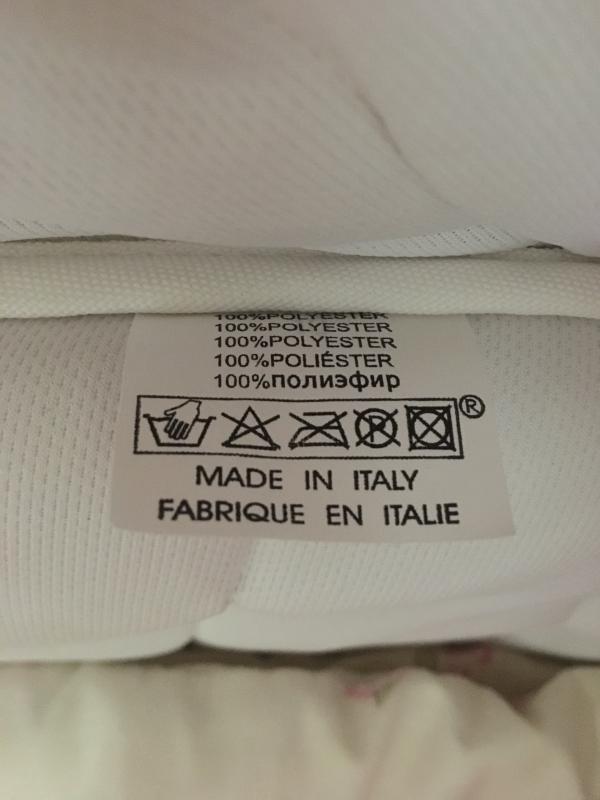 100%POLYESTER
100%POLYESTER
100%POLYESTER
100%POLIÉSTER
100%полиэфир
P
®
MADE IN ITALY
FABRIQUE EN ITALIE